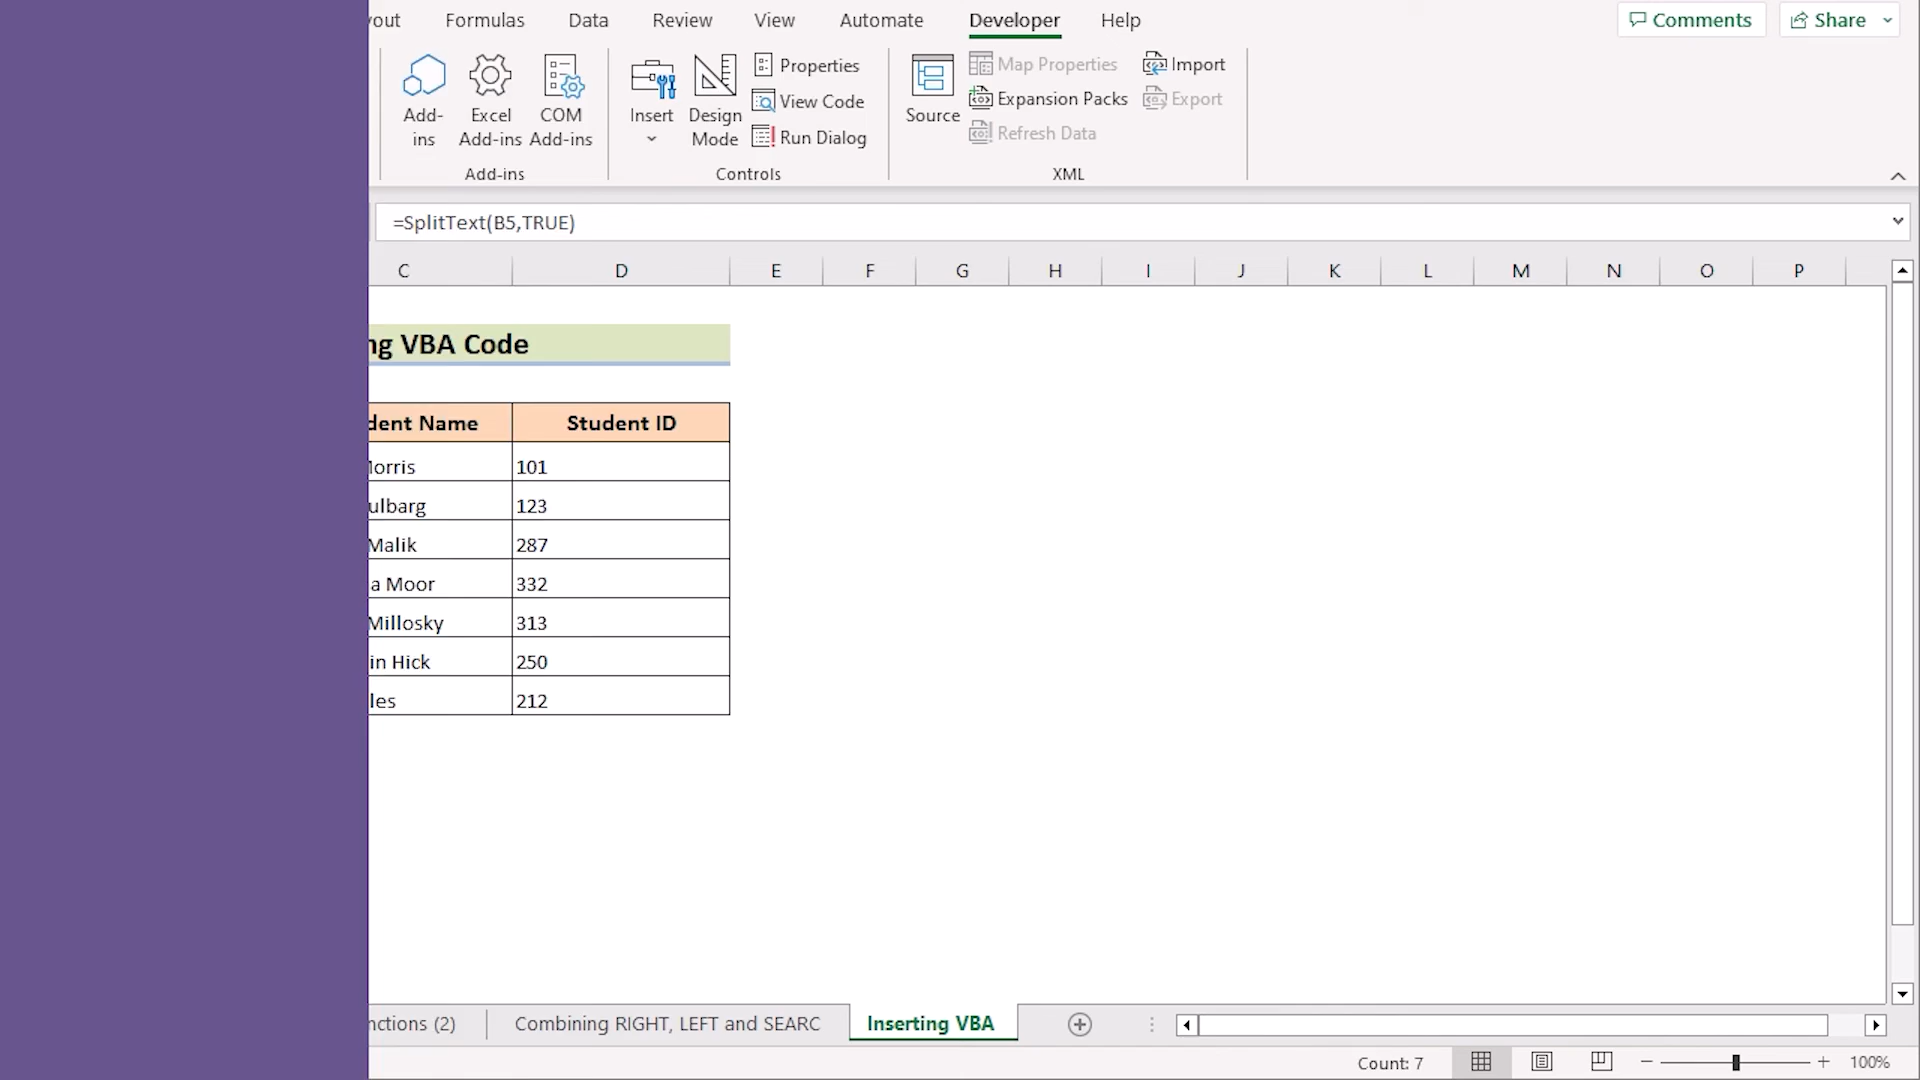 Formulas Data Review View Automate Developer Help Comments Share
Add-ins
Excel Add-ins
COM Add-ins
Add-ins
Insert
Design Mode
Properties
View Code
Run Dialog
Controls
Source
Map Properties
Expansion Packs
Refresh Data
Import
Export
XML
=SplitText(B5,TRUE)
C D E F G H I J K L M N O P
ng VBA Code
dent Name Student ID
orris 101
ulbarg 123
Malik 287
a Moor 332
Millosky 313
in Hick 250
les 212
nctions (2) Combining RIGHT, LEFT and SEARC Inserting VBA
Count: 7 100%